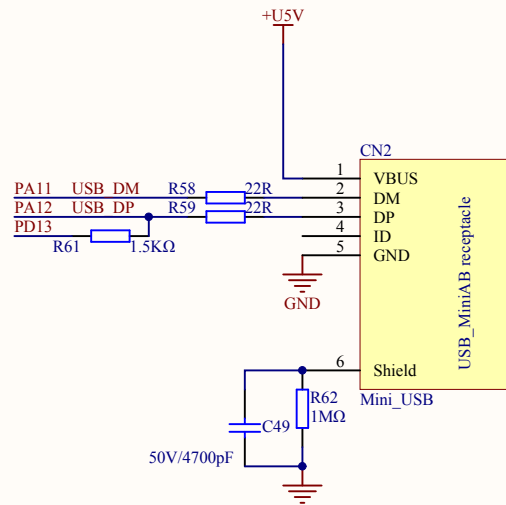 +U5V
CN2
1 VBUS
PA11 USB_DM R58 22R 2 DM
PA12 USB_DP R59 22R 3 DP
PD13 4 ID
R61 1.5KΩ 5 GND
GND
USB_MiniAB receptacle
6 Shield
R62 Mini_USB
1MΩ
C49
50V/4700pF